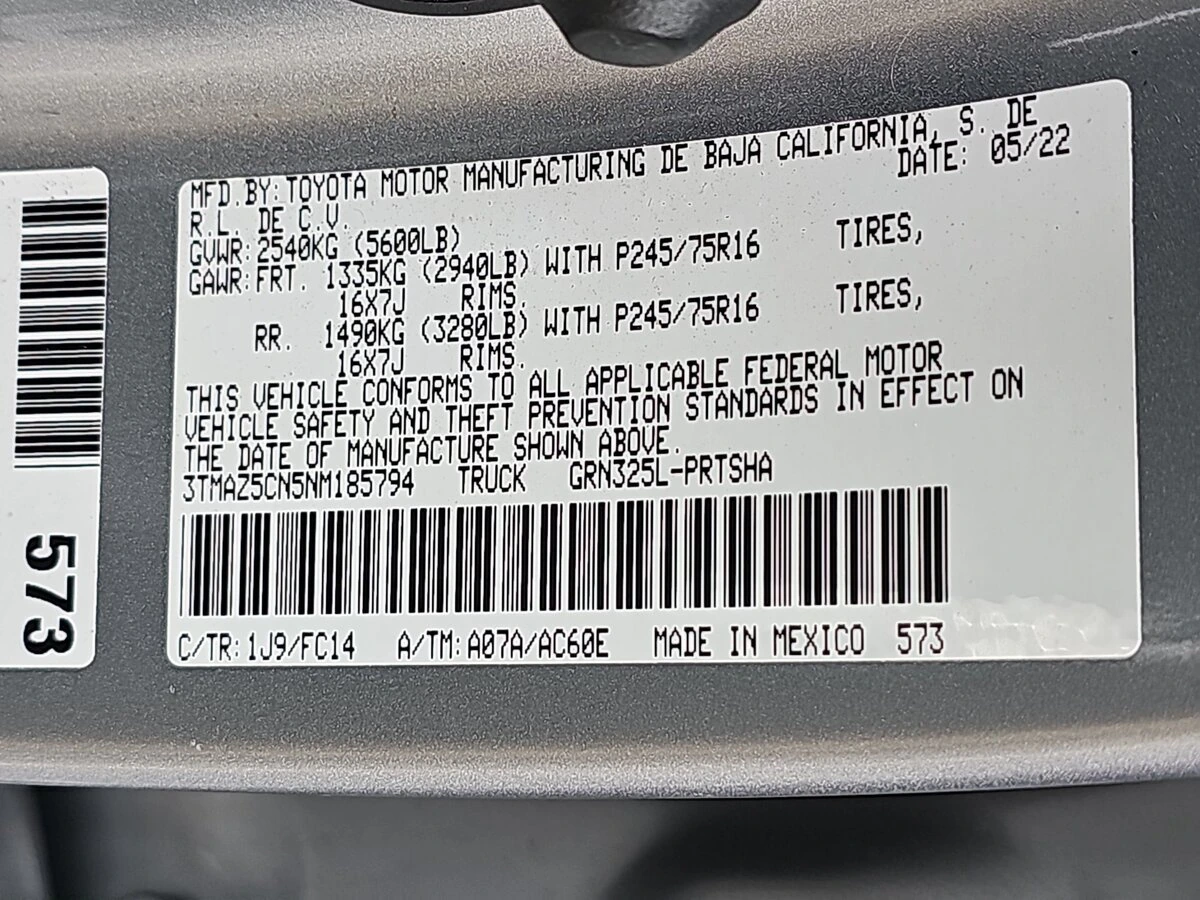 MFD.BY:TOYOTA MOTOR MANUFACTURING DE BAJA CALIFORNIA, S. DE
R.L. DE C.V. DATE: 05/22
GVWR:2540KG (5600LB)
GAWR:FRT. 1335KG (2940LB) WITH P245/75R16 TIRES,
16X7J RIMS.
RR. 1490KG (3280LB) WITH P245/75R16 TIRES,
16X7J RIMS.
THIS VEHICLE CONFORMS TO ALL APPLICABLE FEDERAL MOTOR
VEHICLE SAFETY AND THEFT PREVENTION STANDARDS IN EFFECT ON
THE DATE OF MANUFACTURE SHOWN ABOVE.
3TMAZ5CN5NM185794 TRUCK GRN325L-PRTSHA
C/TR:1J9/FC14 A/TM:A07A/AC60E MADE IN MEXICO 573
573